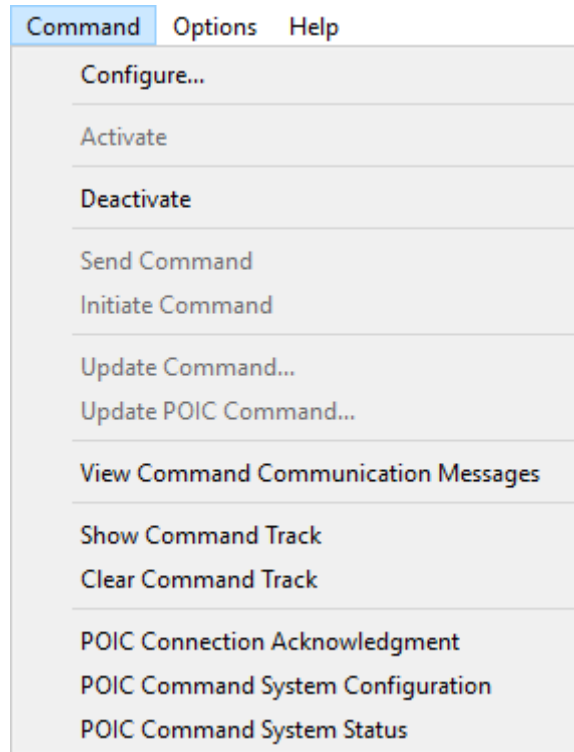 Command Options Help
Configure...
Activate
Deactivate
Send Command
Initiate Command
Update Command...
Update POIC Command...
View Command Communication Messages
Show Command Track
Clear Command Track
POIC Connection Acknowledgment
POIC Command System Configuration
POIC Command System Status